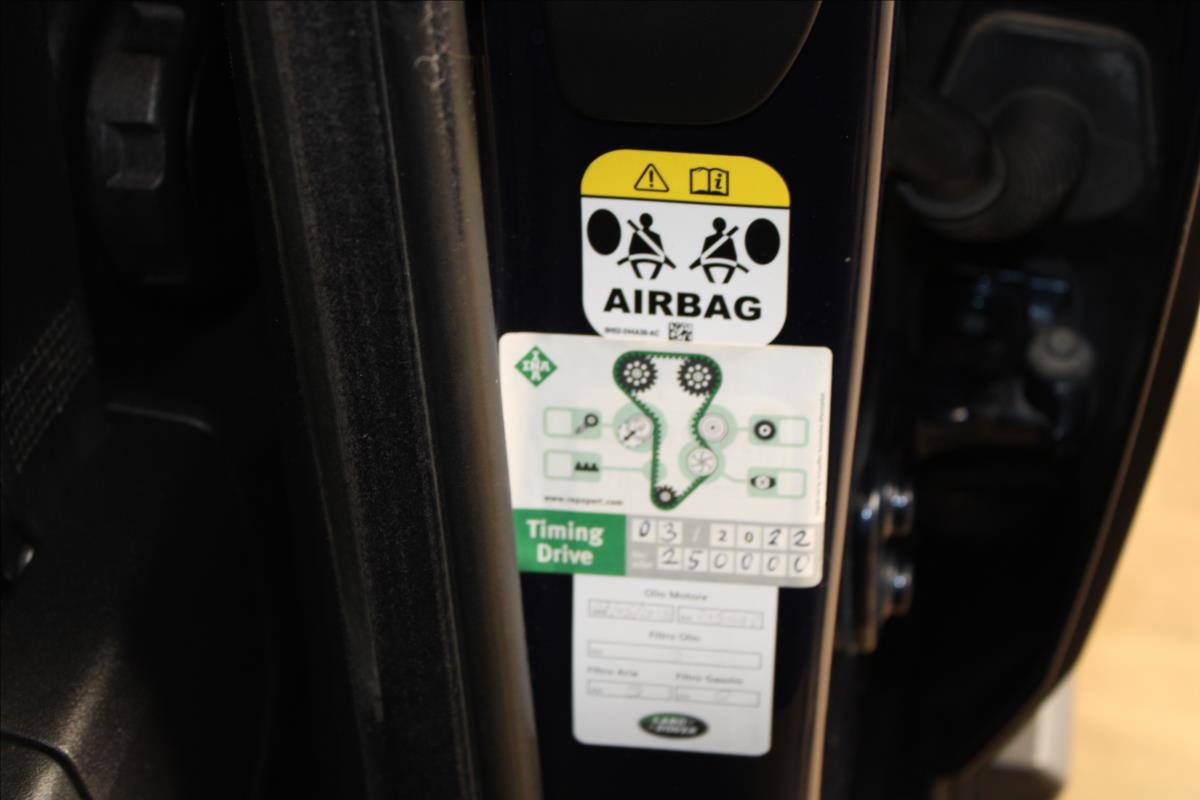 AIRBAG
INA
www.repxpert.com
Timing
Drive
03 / 2022
250000
Olio Motore
Filtro Olio
Filtro Aria Filtro Gasolio
LAND ROVER